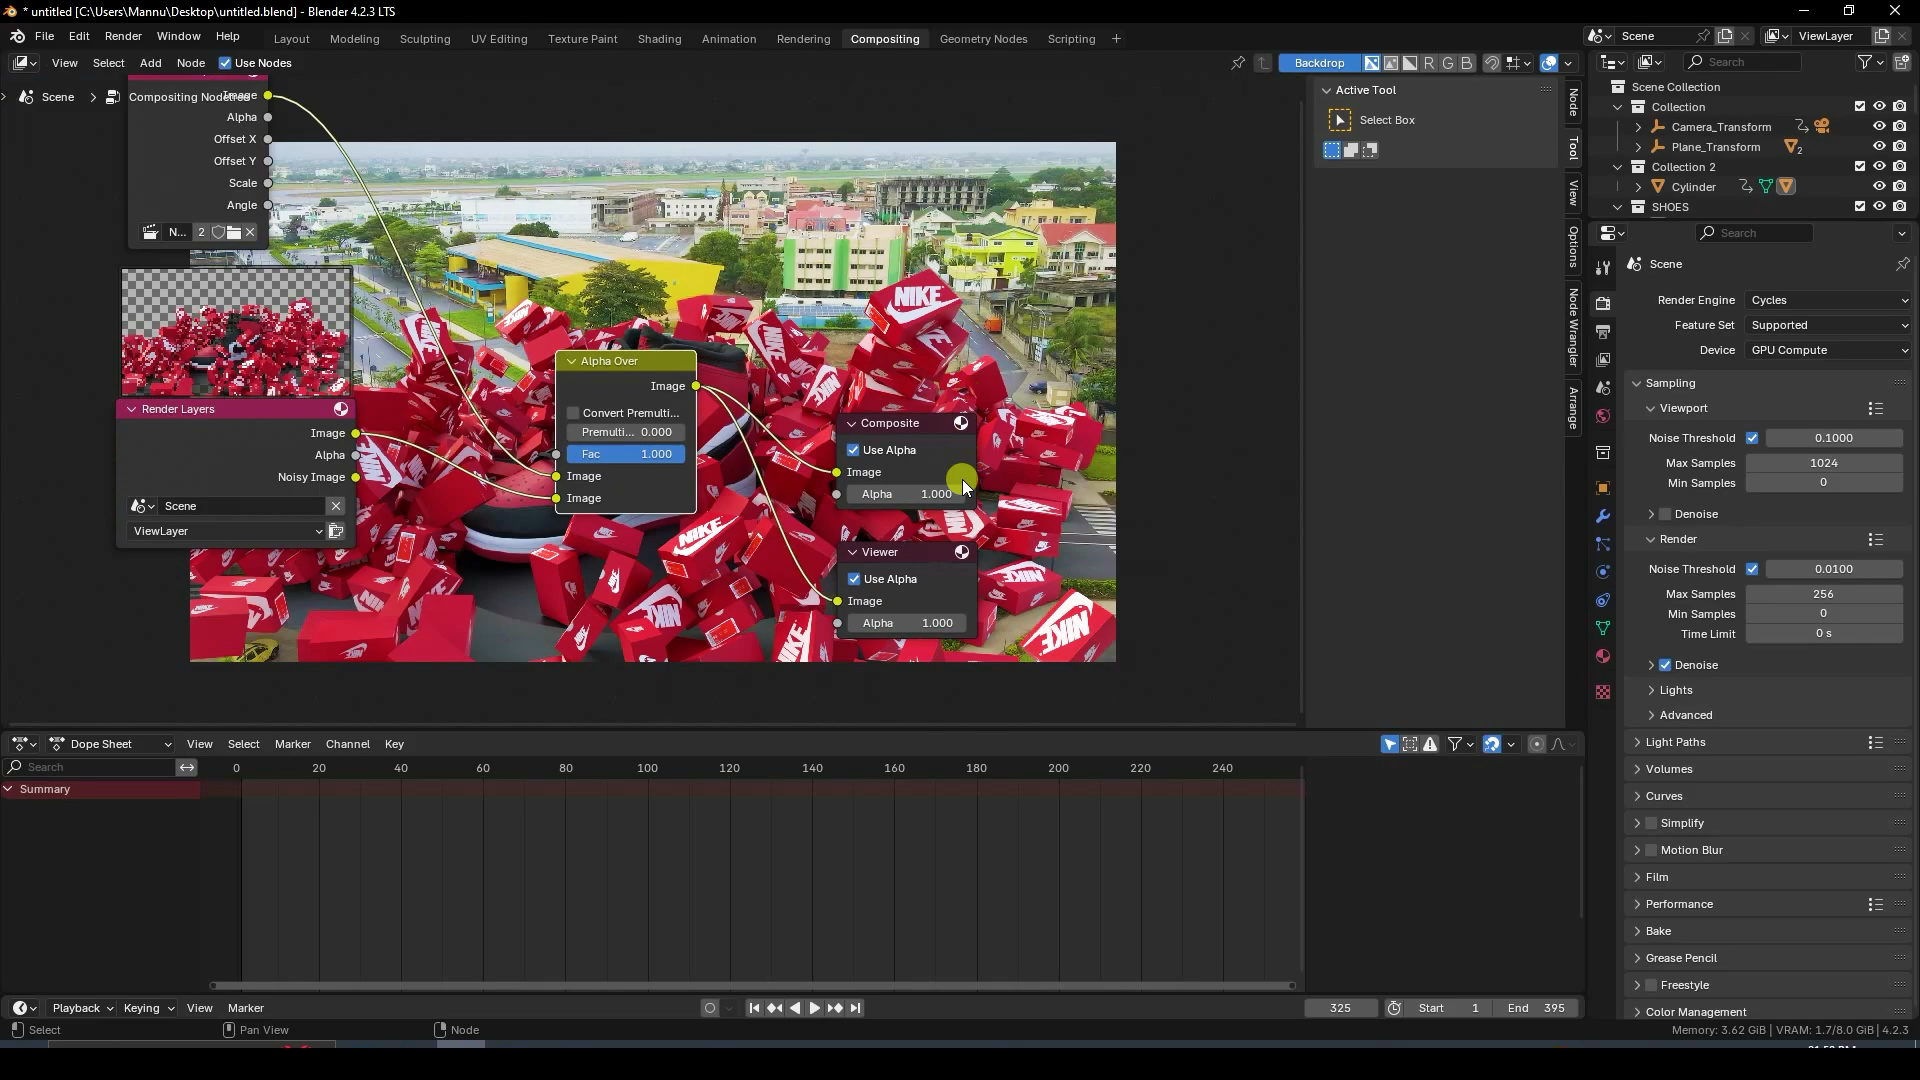 * untitled [C:\Users\Mannu\Desktop\untitled.blend] - Blender 4.2.3 LTS
File Edit Render Window Help
Layout Modeling Sculpting UV Editing Texture Paint Shading Animation Rendering Compositing Geometry Nodes Scripting +
Scene ViewLayer
View Select Add Node Use Nodes
Backdrop R G B
Search
Scene Compositing Nodetree
Image
Alpha
Offset X
Offset Y
Scale
Angle
N... 2
Render Layers
Image
Alpha
Noisy Image
Scene
ViewLayer
Alpha Over
Image
Convert Premulti...
Premulti... 0.000
Fac 1.000
Image
Image
Composite
Use Alpha
Image
Alpha 1.000
Viewer
Use Alpha
Image
Alpha 1.000
NIKE
NIKE
NIKE
NIKE
NIKE
NIKE
NIKE
Active Tool
Select Box
Node
Tool
View
Options
Node Wrangler
Arrange
Scene Collection
Collection
Camera_Transform
Plane_Transform 2
Collection 2
Cylinder
SHOES
Search
Scene
Render Engine Cycles
Feature Set Supported
Device GPU Compute
Sampling
Viewport
Noise Threshold 0.1000
Max Samples 1024
Min Samples 0
Denoise
Render
Noise Threshold 0.0100
Max Samples 256
Min Samples 0
Time Limit 0 s
Denoise
Lights
Advanced
Light Paths
Volumes
Curves
Simplify
Motion Blur
Film
Performance
Bake
Grease Pencil
Freestyle
Color Management
Dope Sheet View Select Marker Channel Key
Search
0 20 40 60 80 100 120 140 160 180 200 220 240
Summary
Playback Keying View Marker
325 Start 1 End 395
Select Pan View Node
Memory: 3.62 GiB | VRAM: 1.7/8.0 GiB | 4.2.3